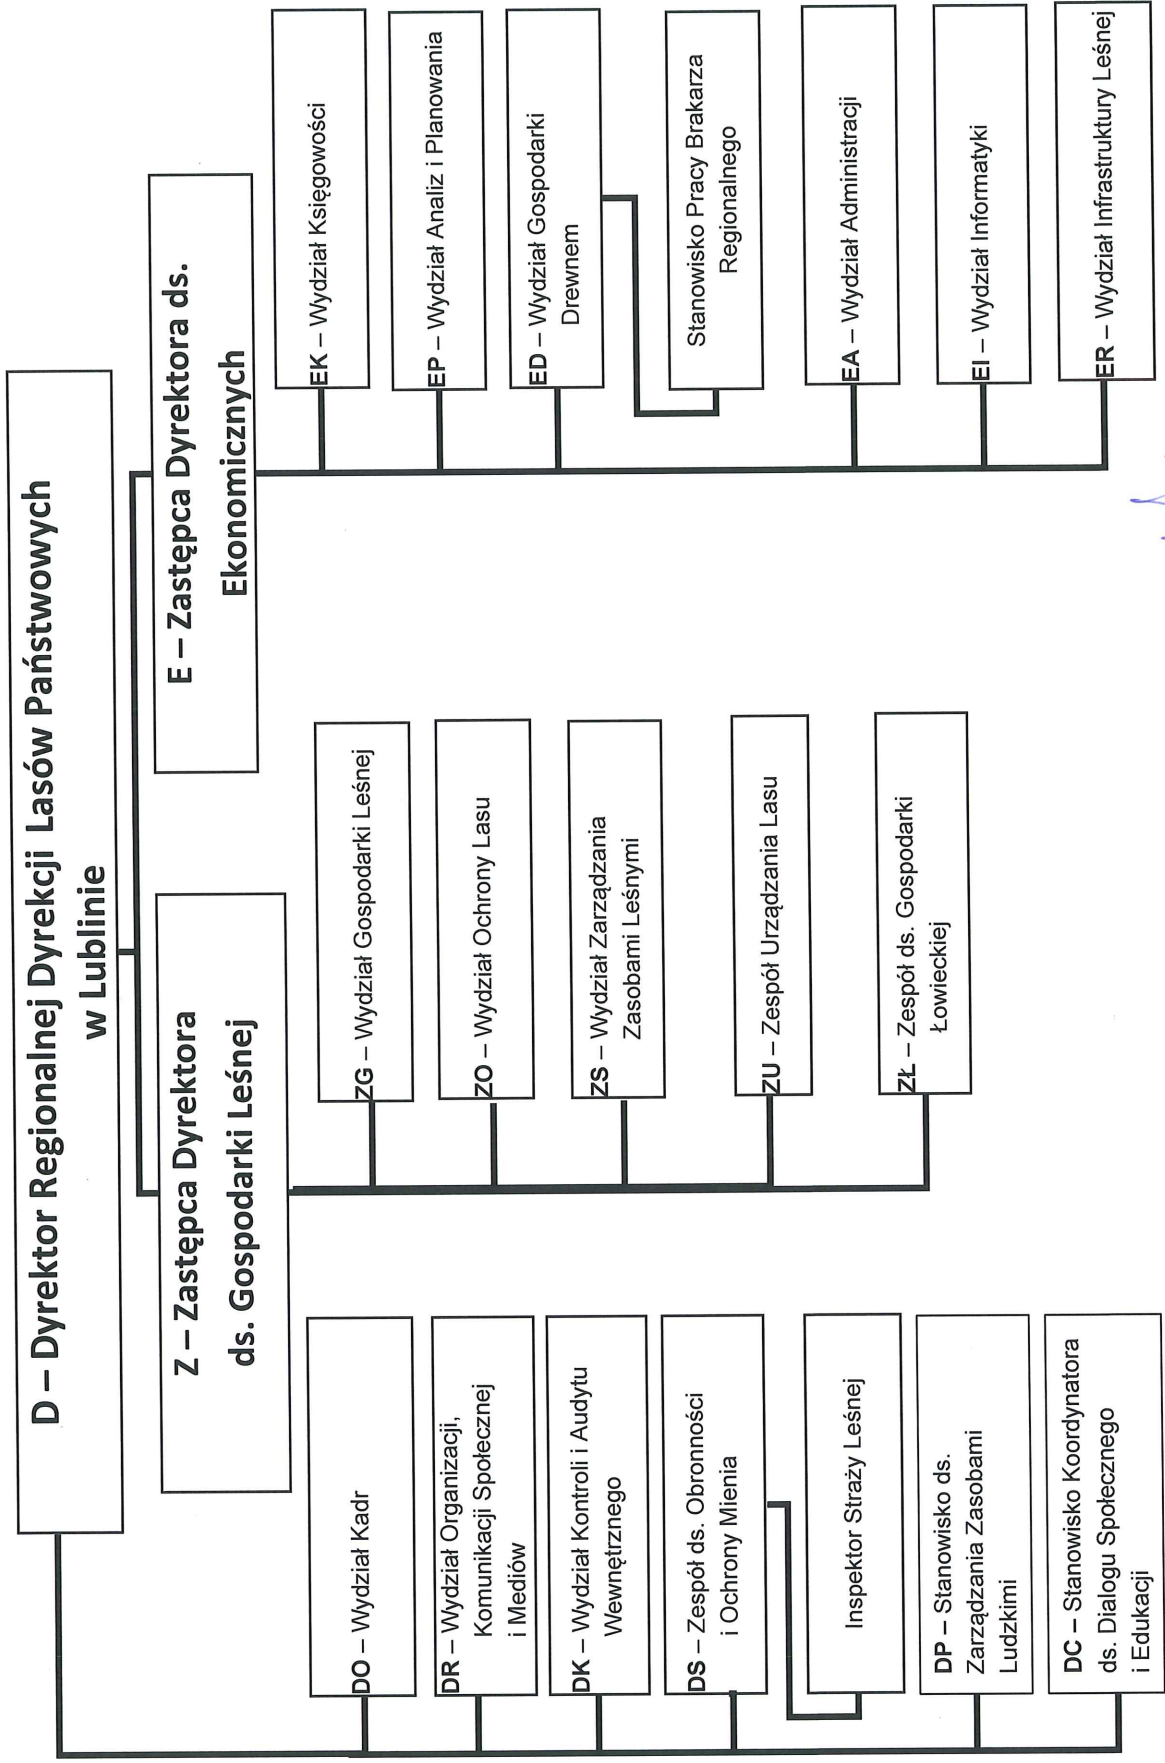 D – Dyrektor Regionalnej Dyrekcji Lasów Państwowych
w Lublinie
Z – Zastępca Dyrektora
ds. Gospodarki Leśnej
E – Zastępca Dyrektora ds.
Ekonomicznych
DO – Wydział Kadr
DR – Wydział Organizacji,
Komunikacji Społecznej
i Mediów
DK – Wydział Kontroli i Audytu
Wewnętrznego
DS – Zespół ds. Obronności
i Ochrony Mienia
Inspektor Straży Leśnej
DP – Stanowisko ds.
Zarządzania Zasobami
Ludzkimi
DC – Stanowisko Koordynatora
ds. Dialogu Społecznego
i Edukacji
ZG – Wydział Gospodarki Leśnej
ZO – Wydział Ochrony Lasu
ZS – Wydział Zarządzania
Zasobami Leśnymi
ZU – Zespół Urządzania Lasu
ZŁ – Zespół ds. Gospodarki
Łowieckiej
EK – Wydział Księgowości
EP – Wydział Analiz i Planowania
ED – Wydział Gospodarki
Drewnem
Stanowisko Pracy Brakarza
Regionalnego
EA – Wydział Administracji
EI – Wydział Informatyki
ER – Wydział Infrastruktury Leśnej